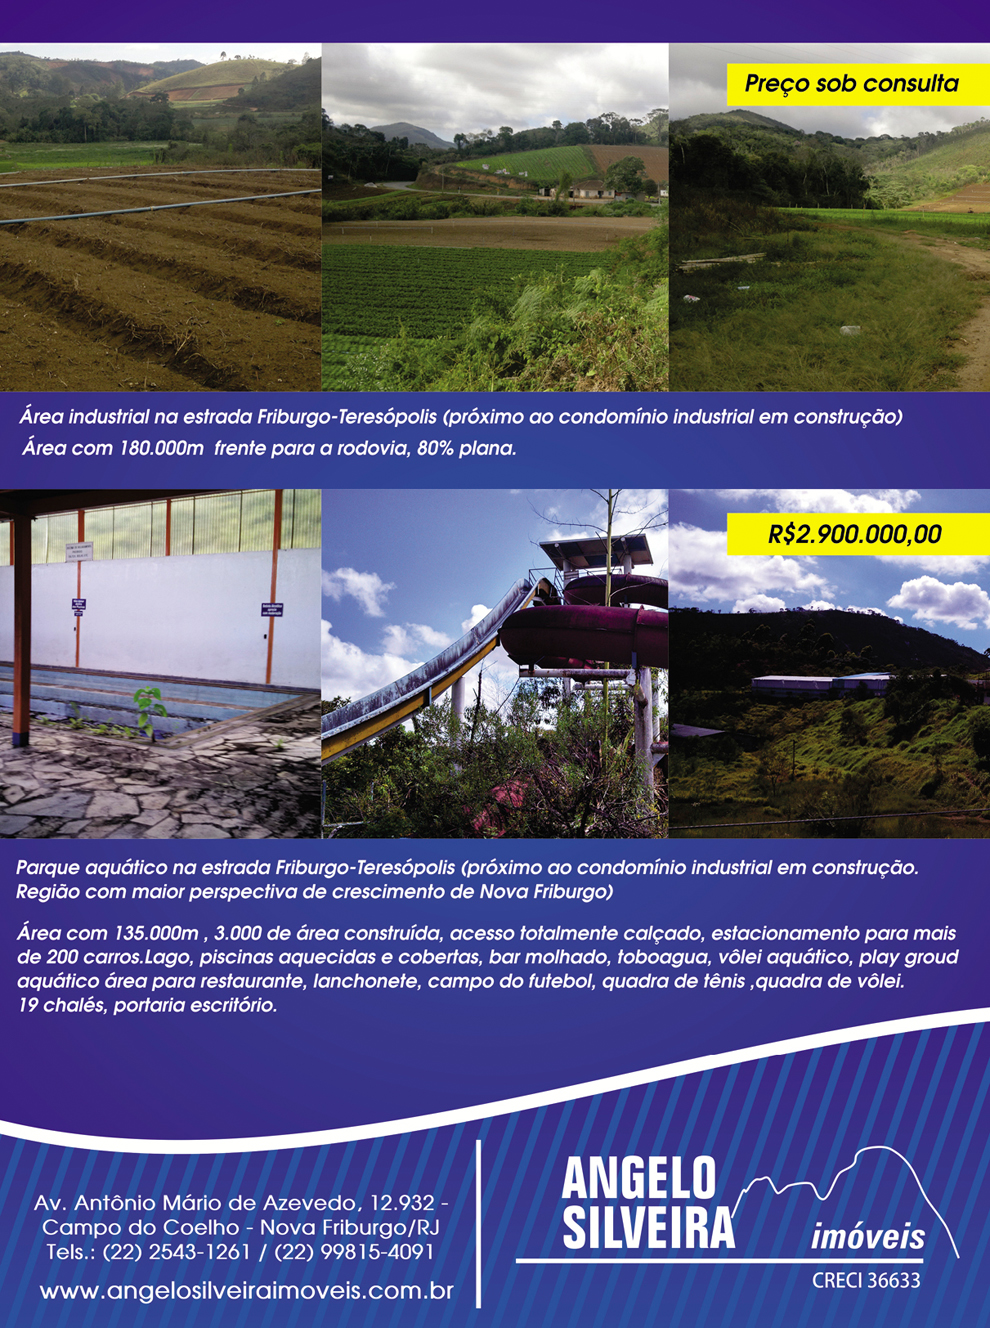 Preço sob consulta
Área industrial na estrada Friburgo-Teresópolis (próximo ao condomínio industrial em construção)
Área com 180.000m frente para a rodovia, 80% plana.
R$2.900.000,00
Parque aquático na estrada Friburgo-Teresópolis (próximo ao condomínio industrial em construção.
Região com maior perspectiva de crescimento de Nova Friburgo)
Área com 135.000m , 3.000 de área construída, acesso totalmente calçado, estacionamento para mais
de 200 carros.Lago, piscinas aquecidas e cobertas, bar molhado, toboagua, vôlei aquático, play groud
aquático área para restaurante, lanchonete, campo do futebol, quadra de tênis ,quadra de vôlei.
19 chalés, portaria escritório.
Av. Antônio Mário de Azevedo, 12.932 -
Campo do Coelho - Nova Friburgo/RJ
Tels.: (22) 2543-1261 / (22) 99815-4091
www.angelosilveiraimoveis.com.br
ANGELO
SILVEIRA
imóveis
CRECI 36633